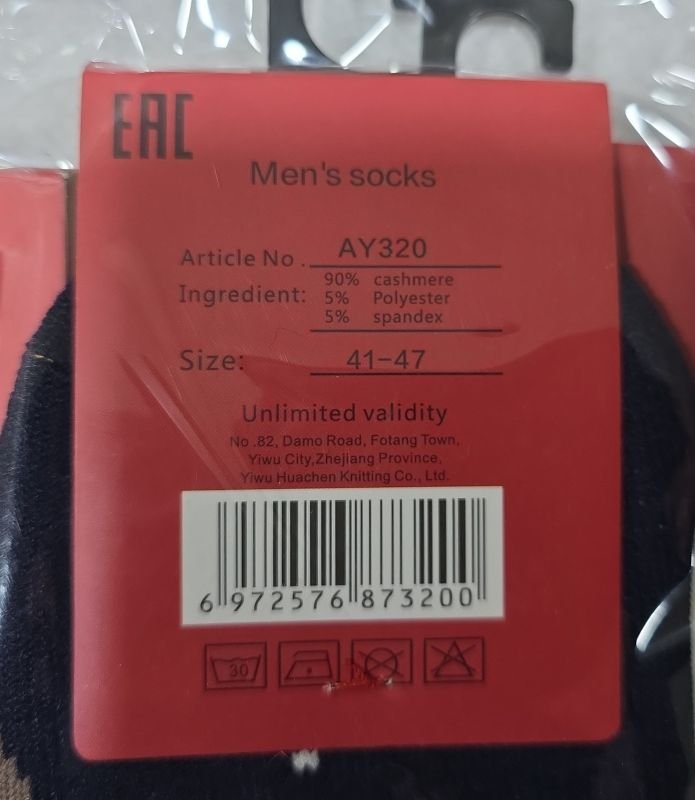 EAC
Men's socks
Article No . AY320
Ingredient: 90% cashmere
5% Polyester
5% spandex
Size: 41-47
Unlimited validity
No .82, Damo Road, Fotang Town,
Yiwu City,Zhejiang Province,
Yiwu Huachen Knitting Co., Ltd.
6 972576 873200
30